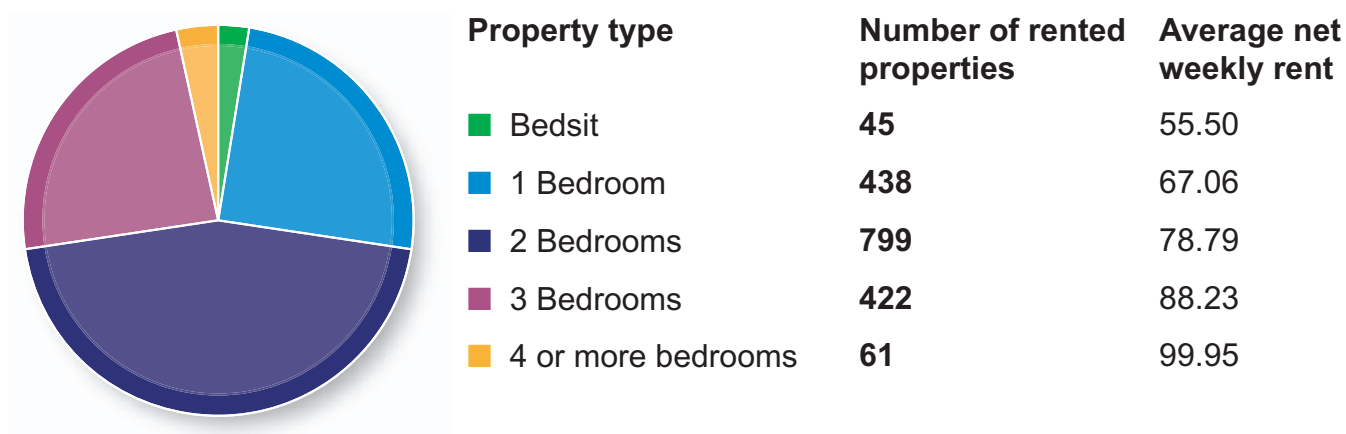 Property type Number of rented properties Average net weekly rent
Bedsit 45 55.50
1 Bedroom 438 67.06
2 Bedrooms 799 78.79
3 Bedrooms 422 88.23
4 or more bedrooms 61 99.95